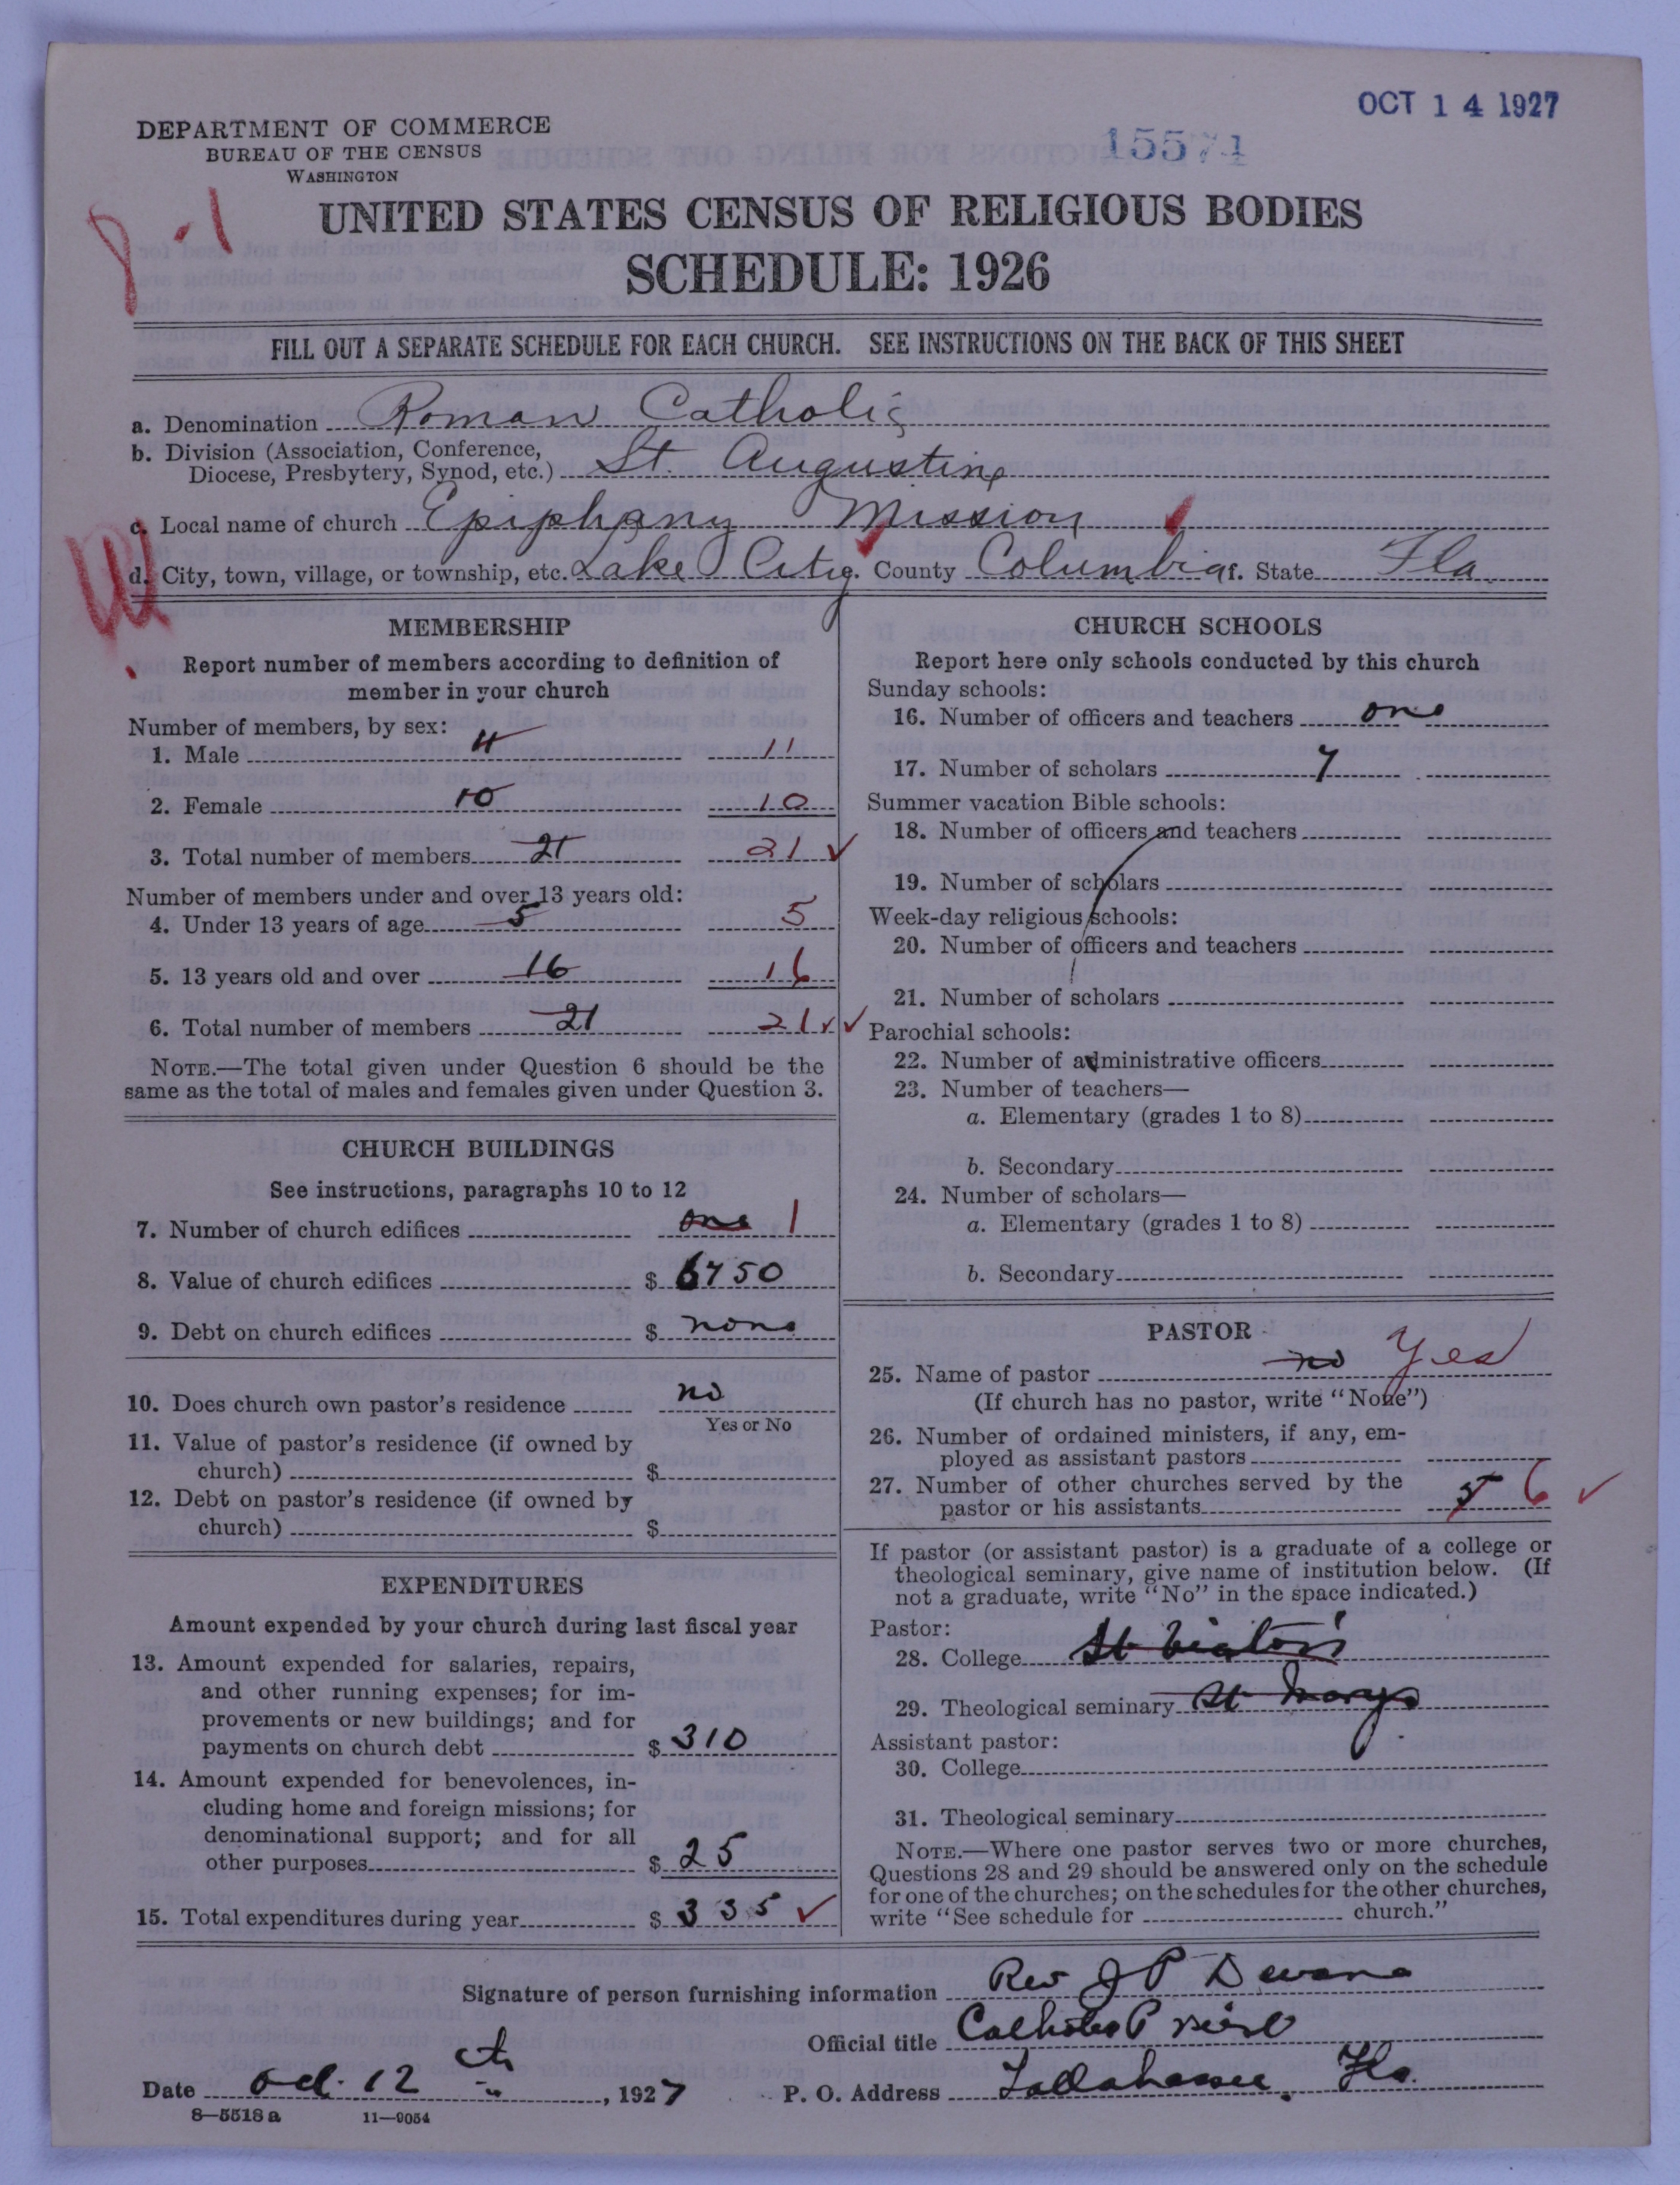 OCT 14 1927
15571
DEPARTMENT OF COMMERCE
BUREAU OF THE CENSUS
WASHINGTON
8-1
UNITED STATES CENSUS OF RELIGIOUS BODIES
SCHEDULE: 1926
FILL OUT A SEPARATE SCHEDULE FOR EACH CHURCH. SEE INSTRUCTIONS ON THE BACK OF THIS SHEET
a. Denomination Roman Catholic
b. Division (Association, Conference,
Diocese, Presbytery, Synod, etc.) St. Augustine
c. Local name of church Epiphany Mission
d. City, town, village, or township, etc. Lake City e. County Columbia f. State Fla.
MEMBERSHIP
Report number of members according to definition of
member in your church
Number of members, by sex:
1. Male 11 11
2. Female 10 10
3. Total number of members 21 21 ✓
Number of members under and over 13 years old:
4. Under 13 years of age 5 5
5. 13 years old and over 16 16
6. Total number of members 21 21 ✓ ✓
NOTE.—The total given under Question 6 should be the
same as the total of males and females given under Question 3.
CHURCH BUILDINGS
See instructions, paragraphs 10 to 12
7. Number of church edifices one 1
8. Value of church edifices $ 6750
9. Debt on church edifices $ none
10. Does church own pastor's residence no
Yes or No
11. Value of pastor's residence (if owned by
church) $
12. Debt on pastor's residence (if owned by
church) $
EXPENDITURES
Amount expended by your church during last fiscal year
13. Amount expended for salaries, repairs,
and other running expenses; for im-
provements or new buildings; and for
payments on church debt $ 310
14. Amount expended for benevolences, in-
cluding home and foreign missions; for
denominational support; and for all
other purposes $ 25
15. Total expenditures during year $ 335 ✓
CHURCH SCHOOLS
Report here only schools conducted by this church
Sunday schools:
16. Number of officers and teachers one
17. Number of scholars 7
Summer vacation Bible schools:
18. Number of officers and teachers
19. Number of scholars
Week-day religious schools:
20. Number of officers and teachers
21. Number of scholars
Parochial schools:
22. Number of administrative officers
23. Number of teachers—
a. Elementary (grades 1 to 8)
b. Secondary
24. Number of scholars—
a. Elementary (grades 1 to 8)
b. Secondary
PASTOR
25. Name of pastor no Yes
(If church has no pastor, write "None")
26. Number of ordained ministers, if any, em-
ployed as assistant pastors
27. Number of other churches served by the
pastor or his assistants 5 6 ✓
If pastor (or assistant pastor) is a graduate of a college or
theological seminary, give name of institution below. (If
not a graduate, write "No" in the space indicated.)
Pastor:
28. College St Viator's
29. Theological seminary St Marys
Assistant pastor:
30. College
31. Theological seminary
NOTE.—Where one pastor serves two or more churches,
Questions 28 and 29 should be answered only on the schedule
for one of the churches; on the schedules for the other churches,
write "See schedule for church."
Signature of person furnishing information Rev J P Devane
Official title Catholic Priest
Date Oct. 12 th, 1927 P. O. Address Tallahassee, Fla.
8—5518 a 11—9054